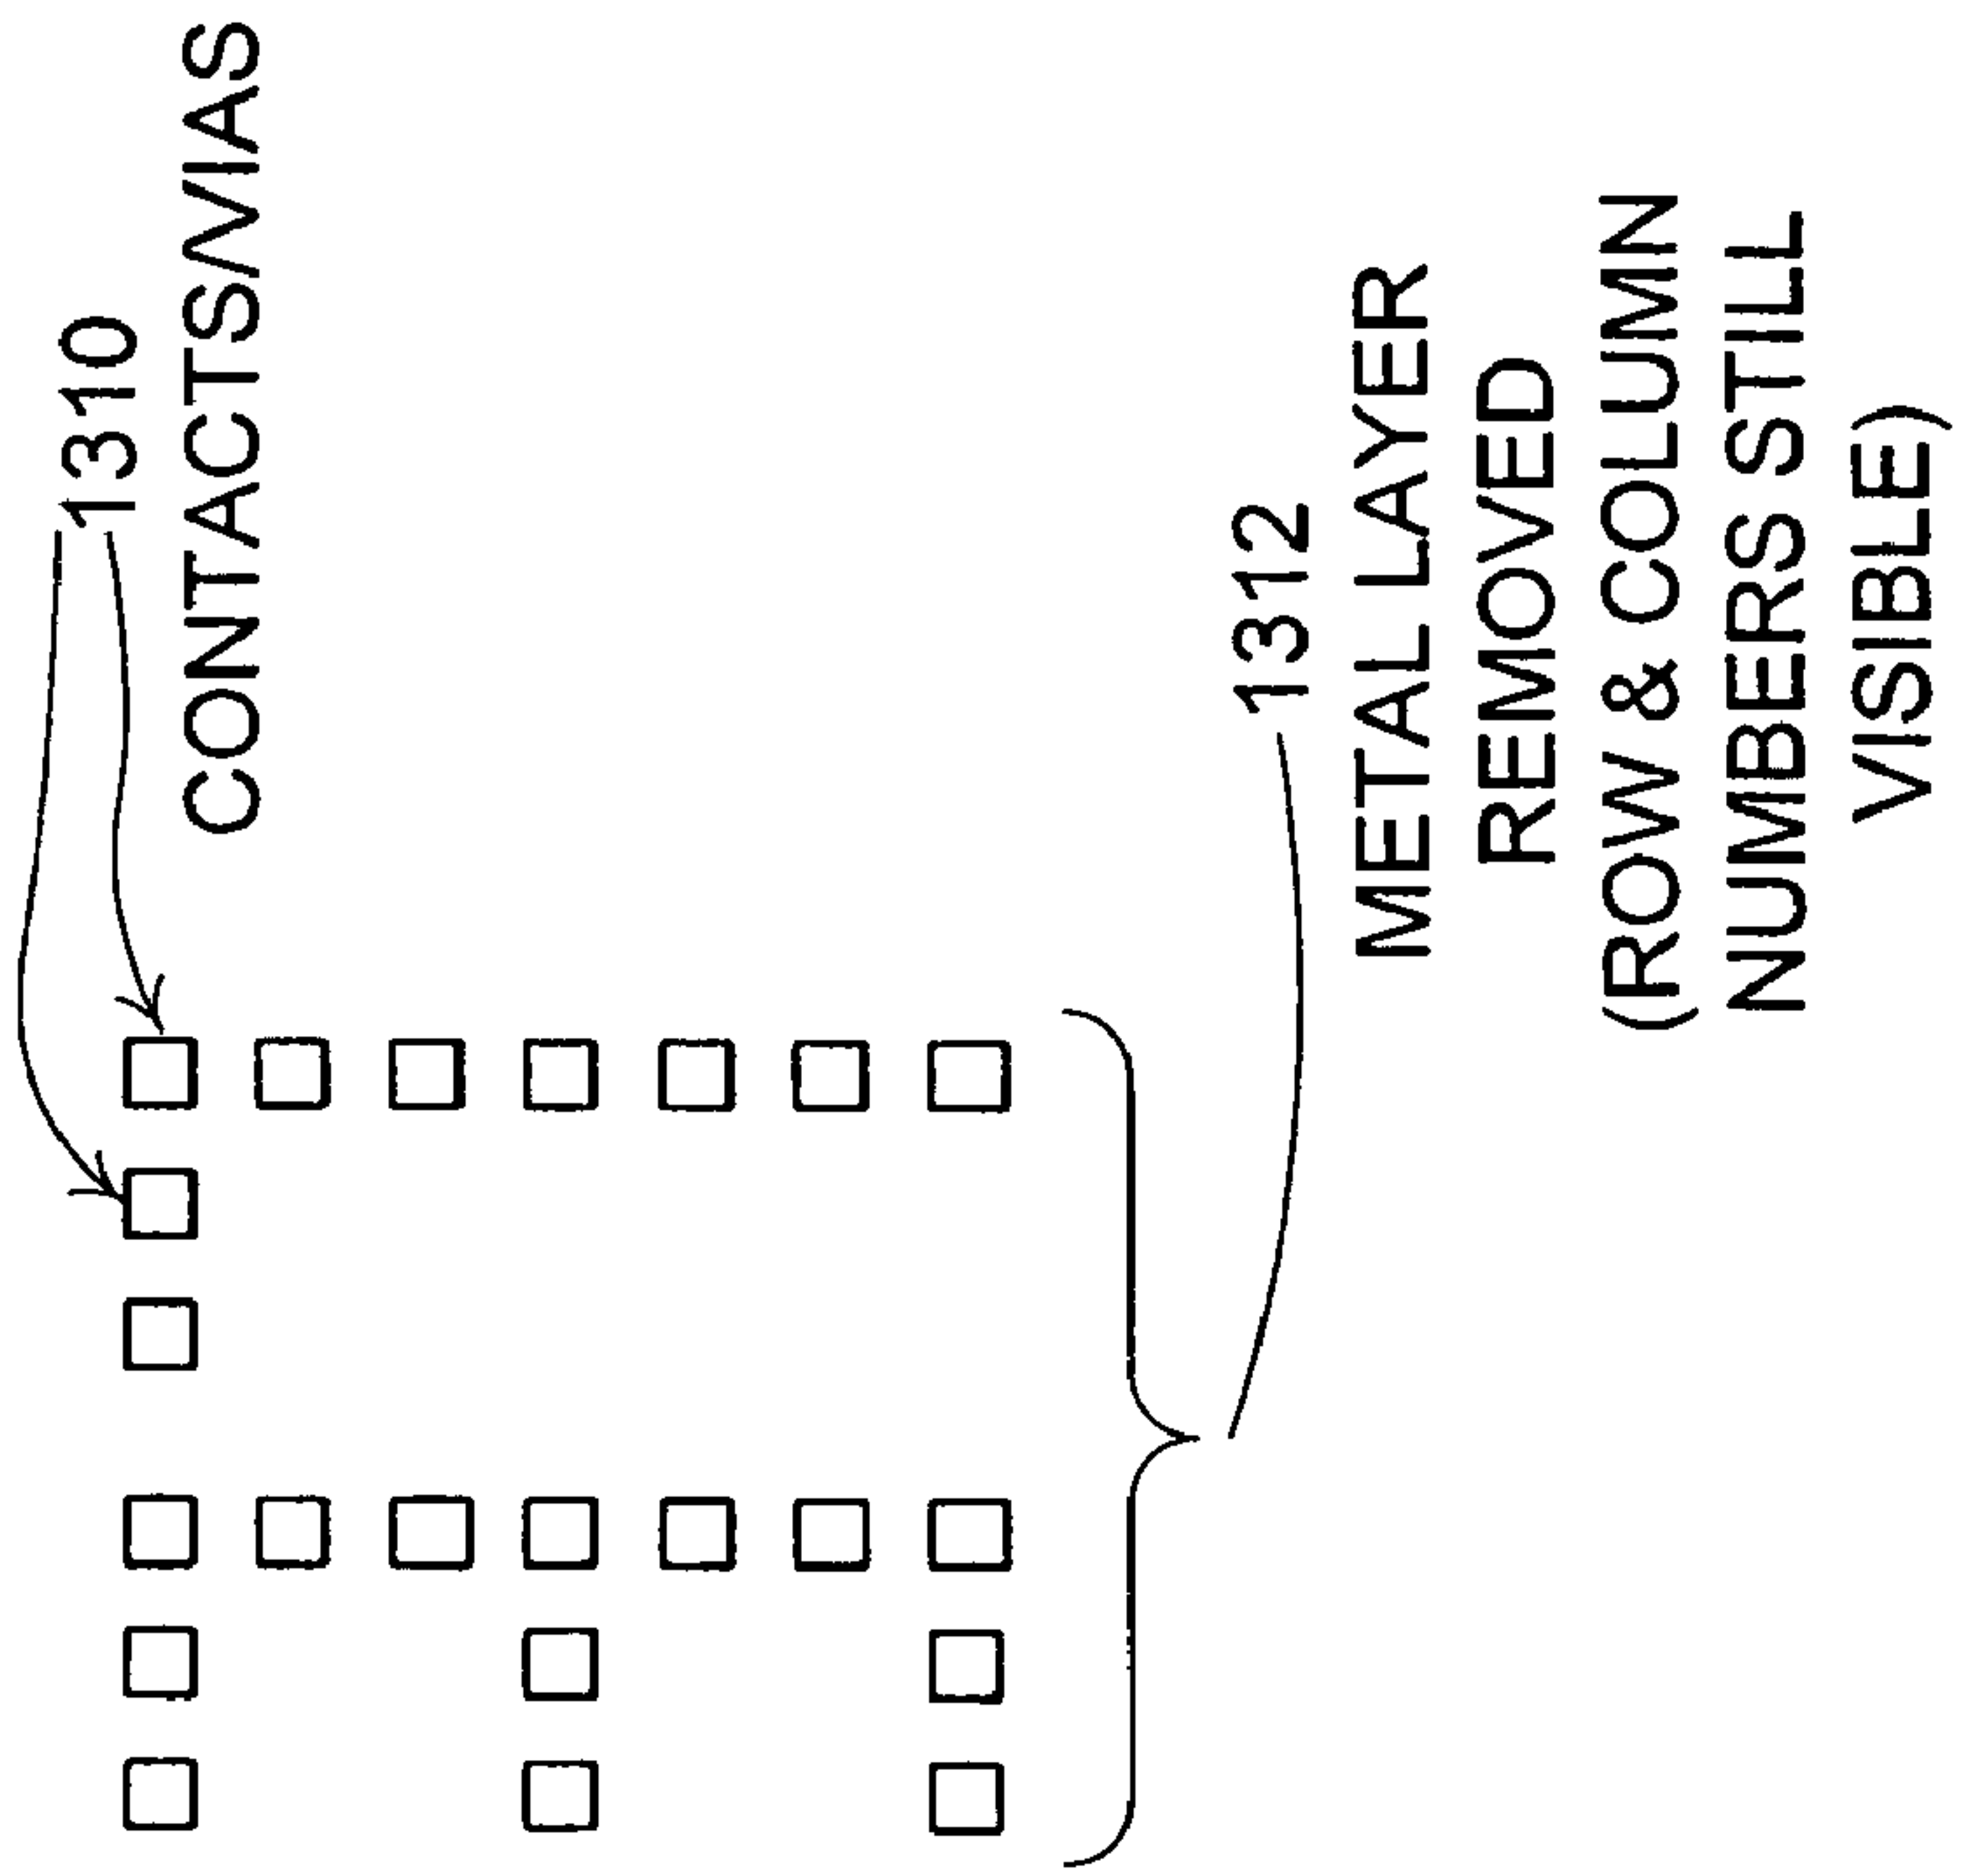 1310
CONTACTS/VIAS
1312
METAL LAYER
REMOVED
(ROW & COLUMN
NUMBERS STILL
VISIBLE)